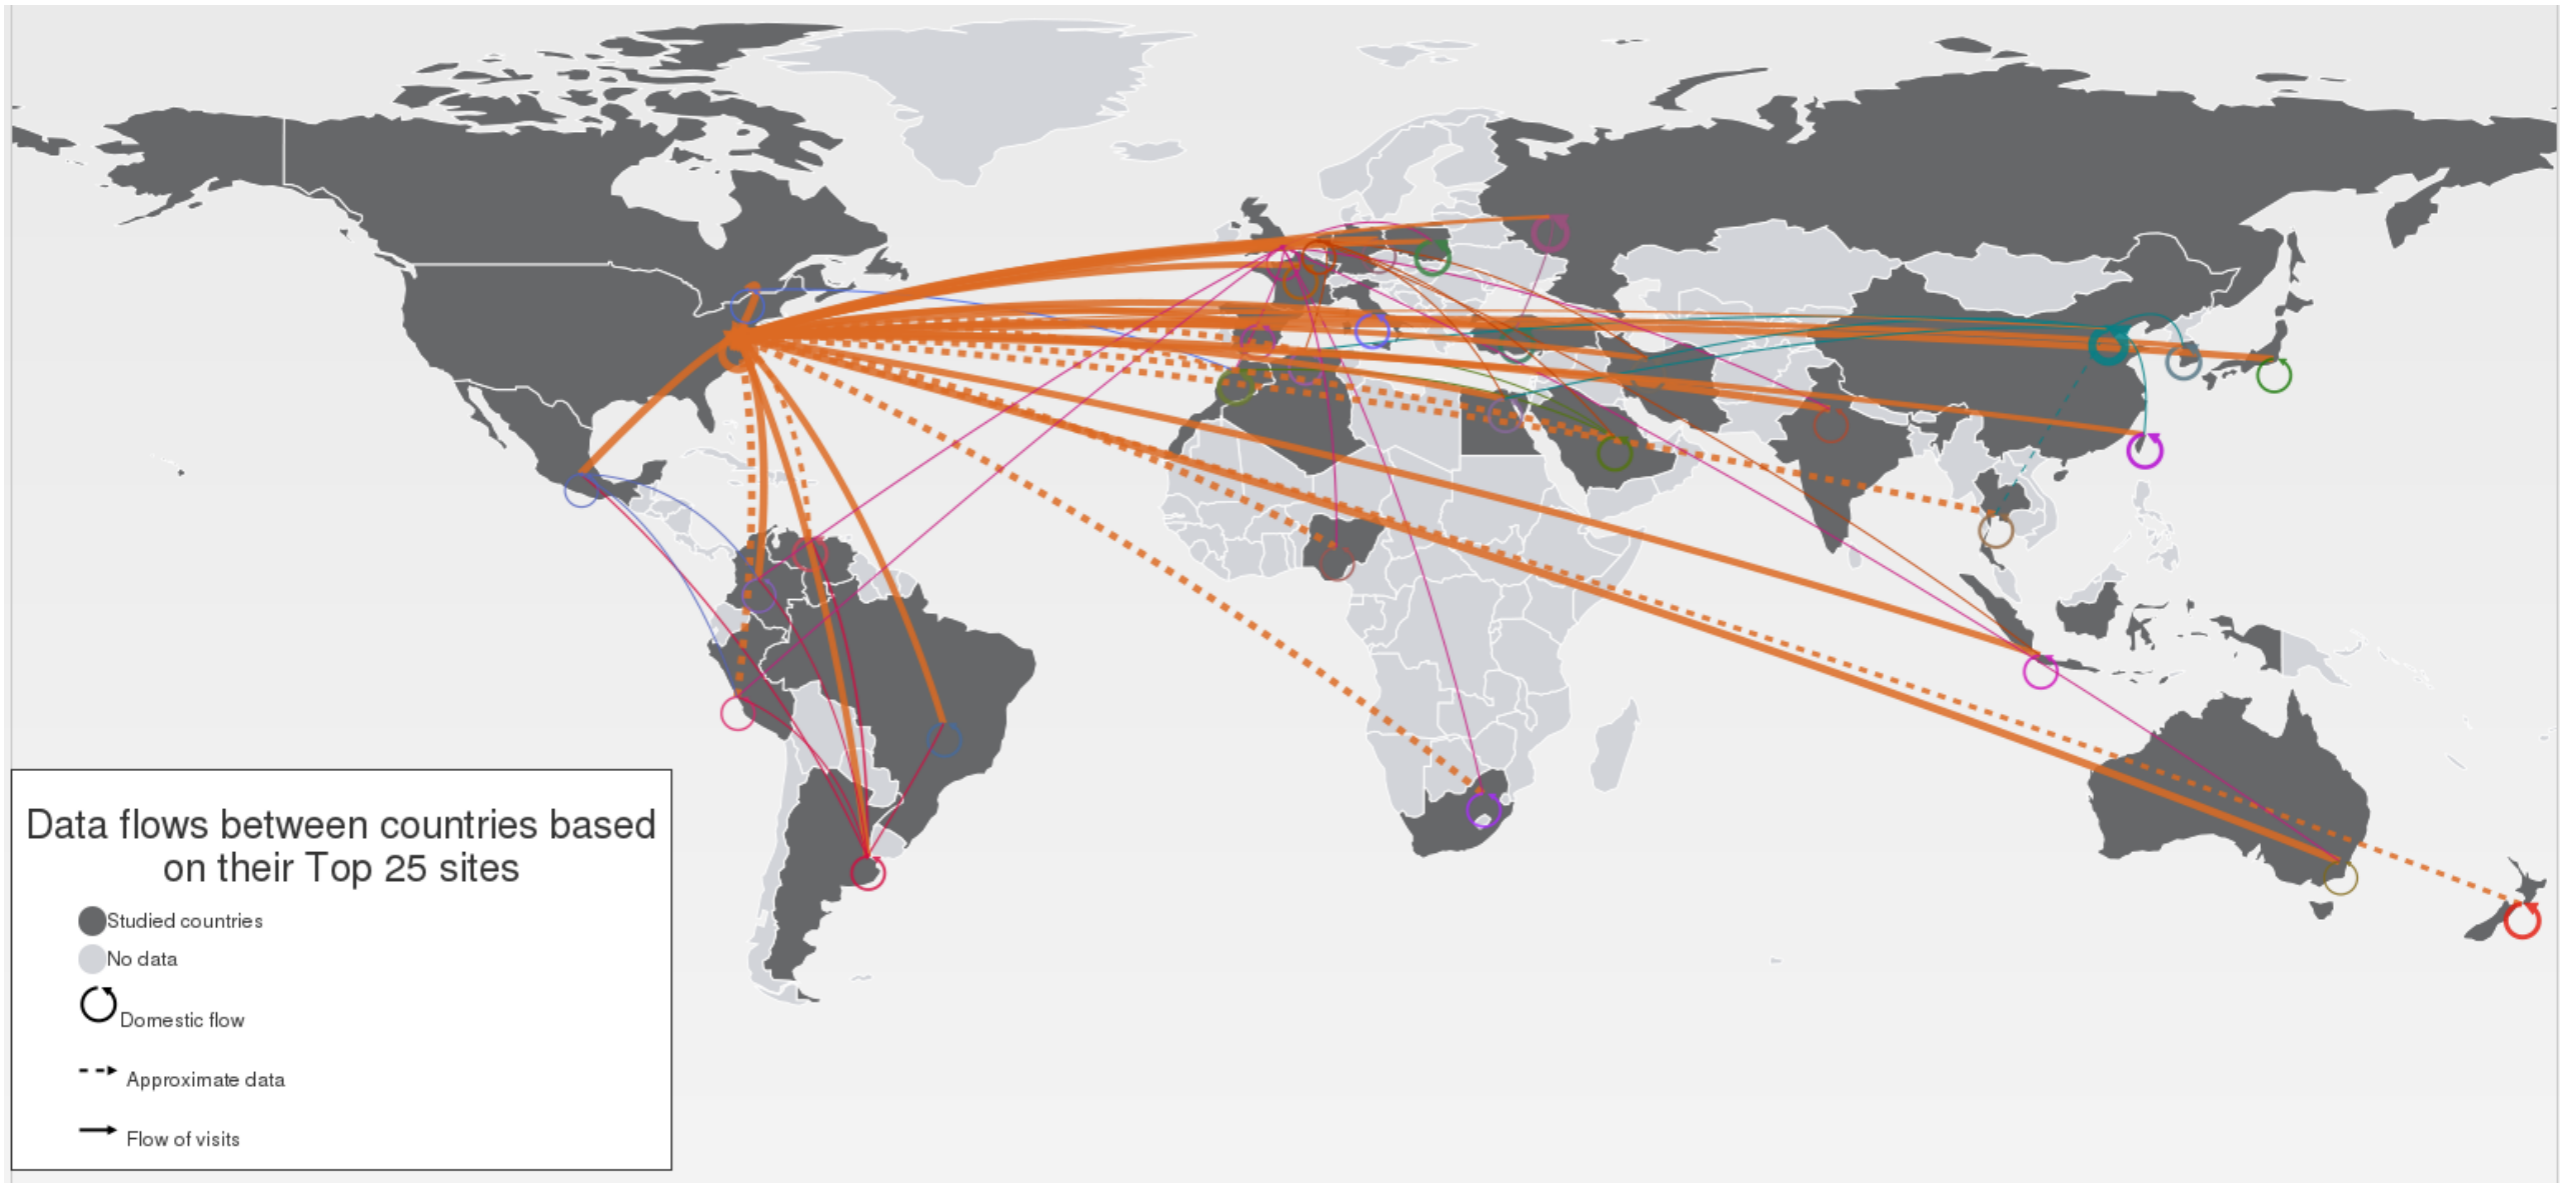 Data flows between countries based
on their Top 25 sites
Studied countries
No data
Domestic flow
Approximate data
Flow of visits